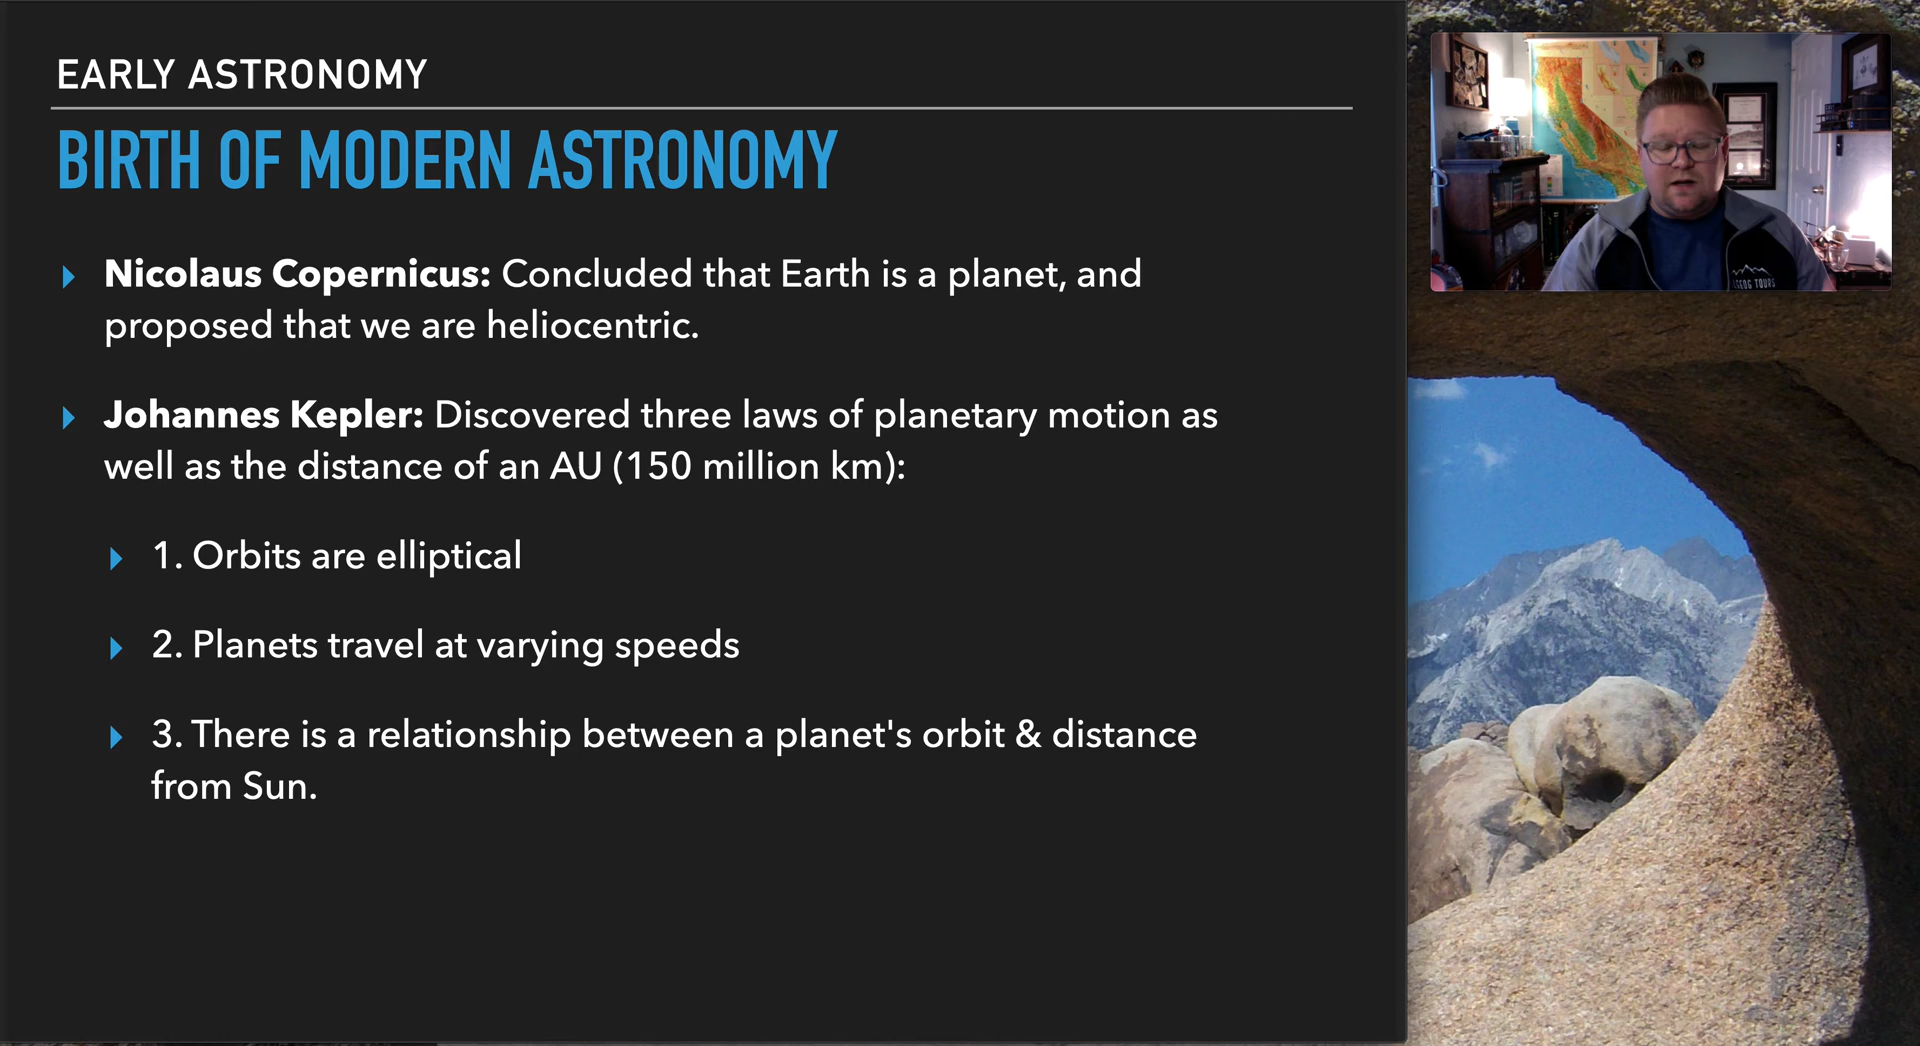 EARLY ASTRONOMY
BIRTH OF MODERN ASTRONOMY
Nicolaus Copernicus: Concluded that Earth is a planet, and
proposed that we are heliocentric.
Johannes Kepler: Discovered three laws of planetary motion as
well as the distance of an AU (150 million km):
1. Orbits are elliptical
2. Planets travel at varying speeds
3. There is a relationship between a planet's orbit & distance
from Sun.
TOURS